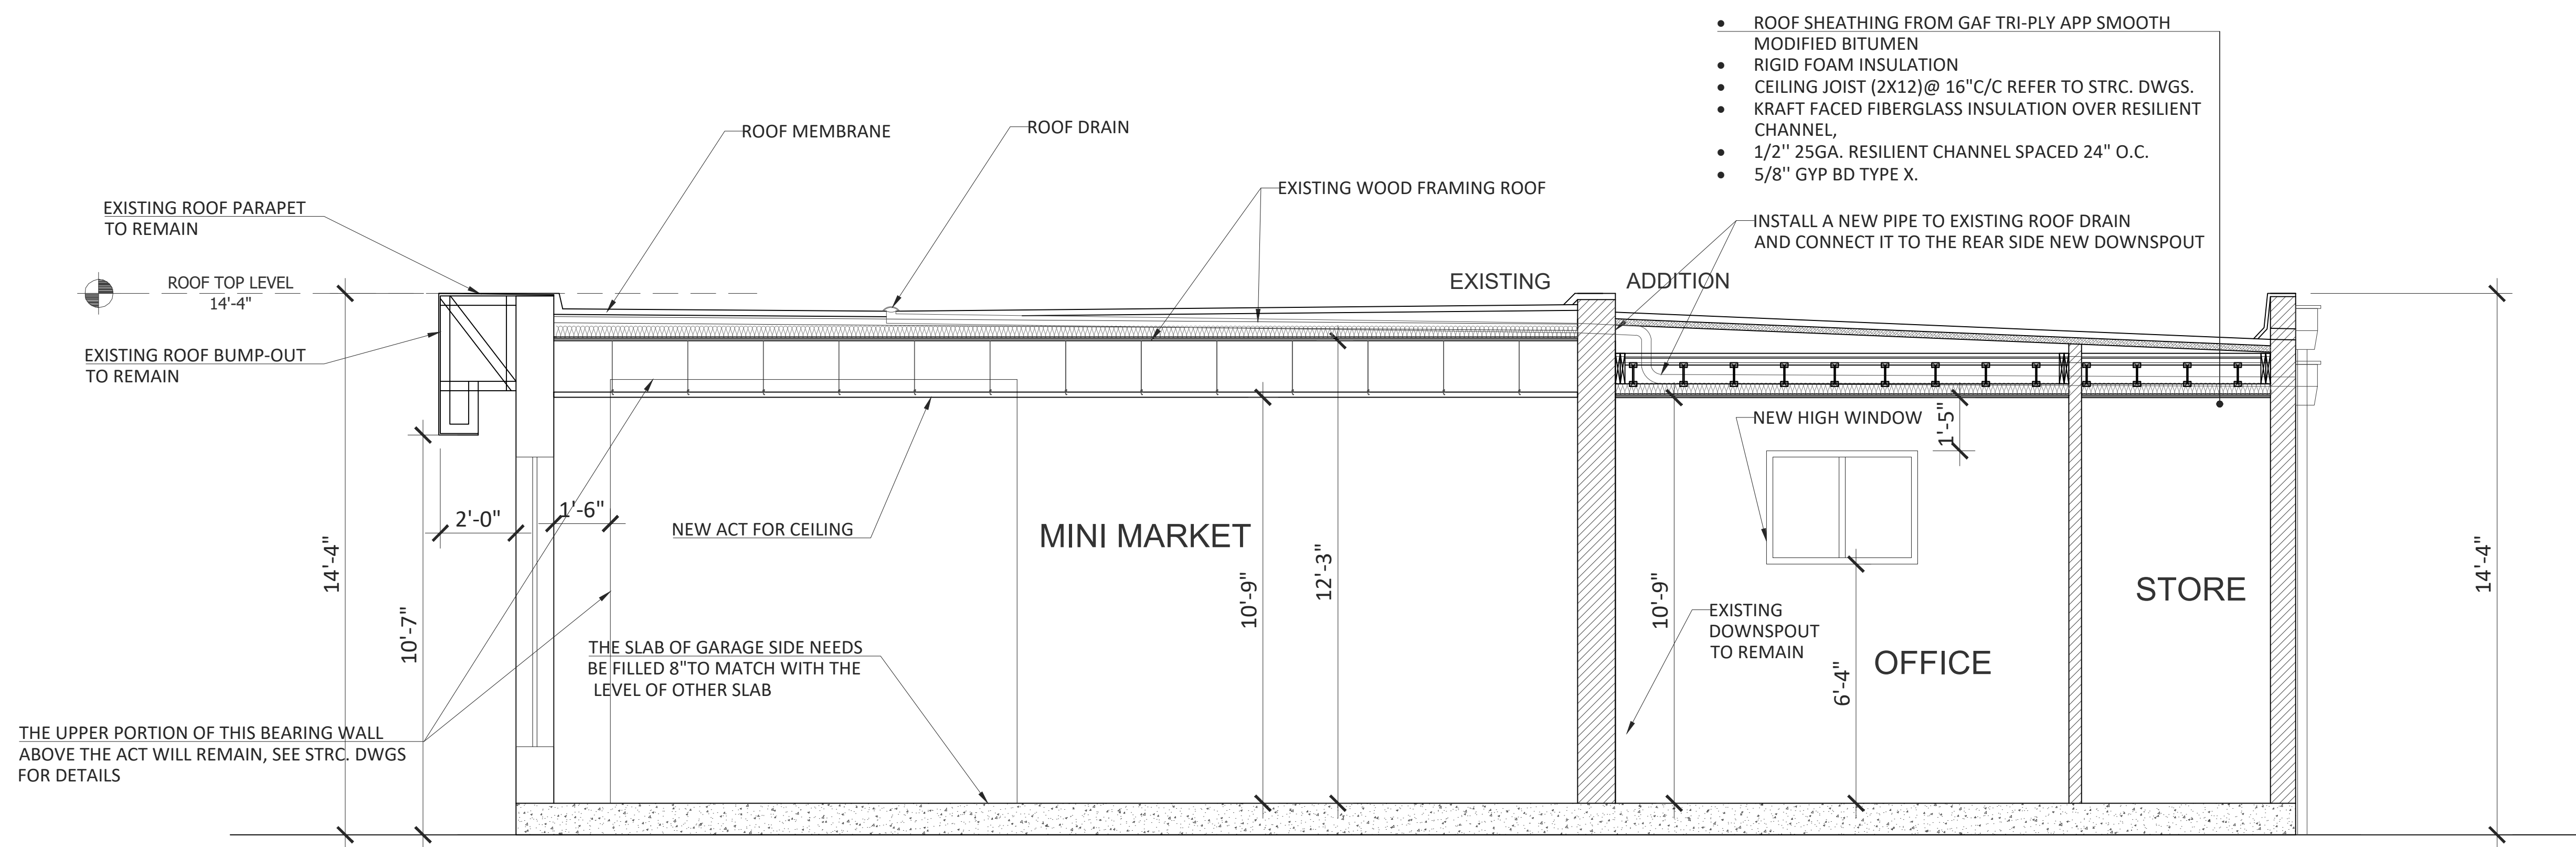 • ROOF SHEATHING FROM GAF TRI-PLY APP SMOOTH
MODIFIED BITUMEN
• RIGID FOAM INSULATION
• CEILING JOIST (2X12)@ 16"C/C REFER TO STRC. DWGS.
• KRAFT FACED FIBERGLASS INSULATION OVER RESILIENT
CHANNEL,
• 1/2'' 25GA. RESILIENT CHANNEL SPACED 24" O.C.
• 5/8'' GYP BD TYPE X.
ROOF MEMBRANE
ROOF DRAIN
EXISTING WOOD FRAMING ROOF
EXISTING ROOF PARAPET
TO REMAIN
INSTALL A NEW PIPE TO EXISTING ROOF DRAIN
AND CONNECT IT TO THE REAR SIDE NEW DOWNSPOUT
ROOF TOP LEVEL
14'-4"
EXISTING
ADDITION
EXISTING ROOF BUMP-OUT
TO REMAIN
NEW HIGH WINDOW
1'-5"
2'-0"
1'-6"
NEW ACT FOR CEILING
MINI MARKET
14'-4"
10'-7"
10'-9"
12'-3"
10'-9"
6'-4"
14'-4"
STORE
EXISTING
DOWNSPOUT
TO REMAIN
OFFICE
THE SLAB OF GARAGE SIDE NEEDS
BE FILLED 8"TO MATCH WITH THE
LEVEL OF OTHER SLAB
THE UPPER PORTION OF THIS BEARING WALL
ABOVE THE ACT WILL REMAIN, SEE STRC. DWGS
FOR DETAILS